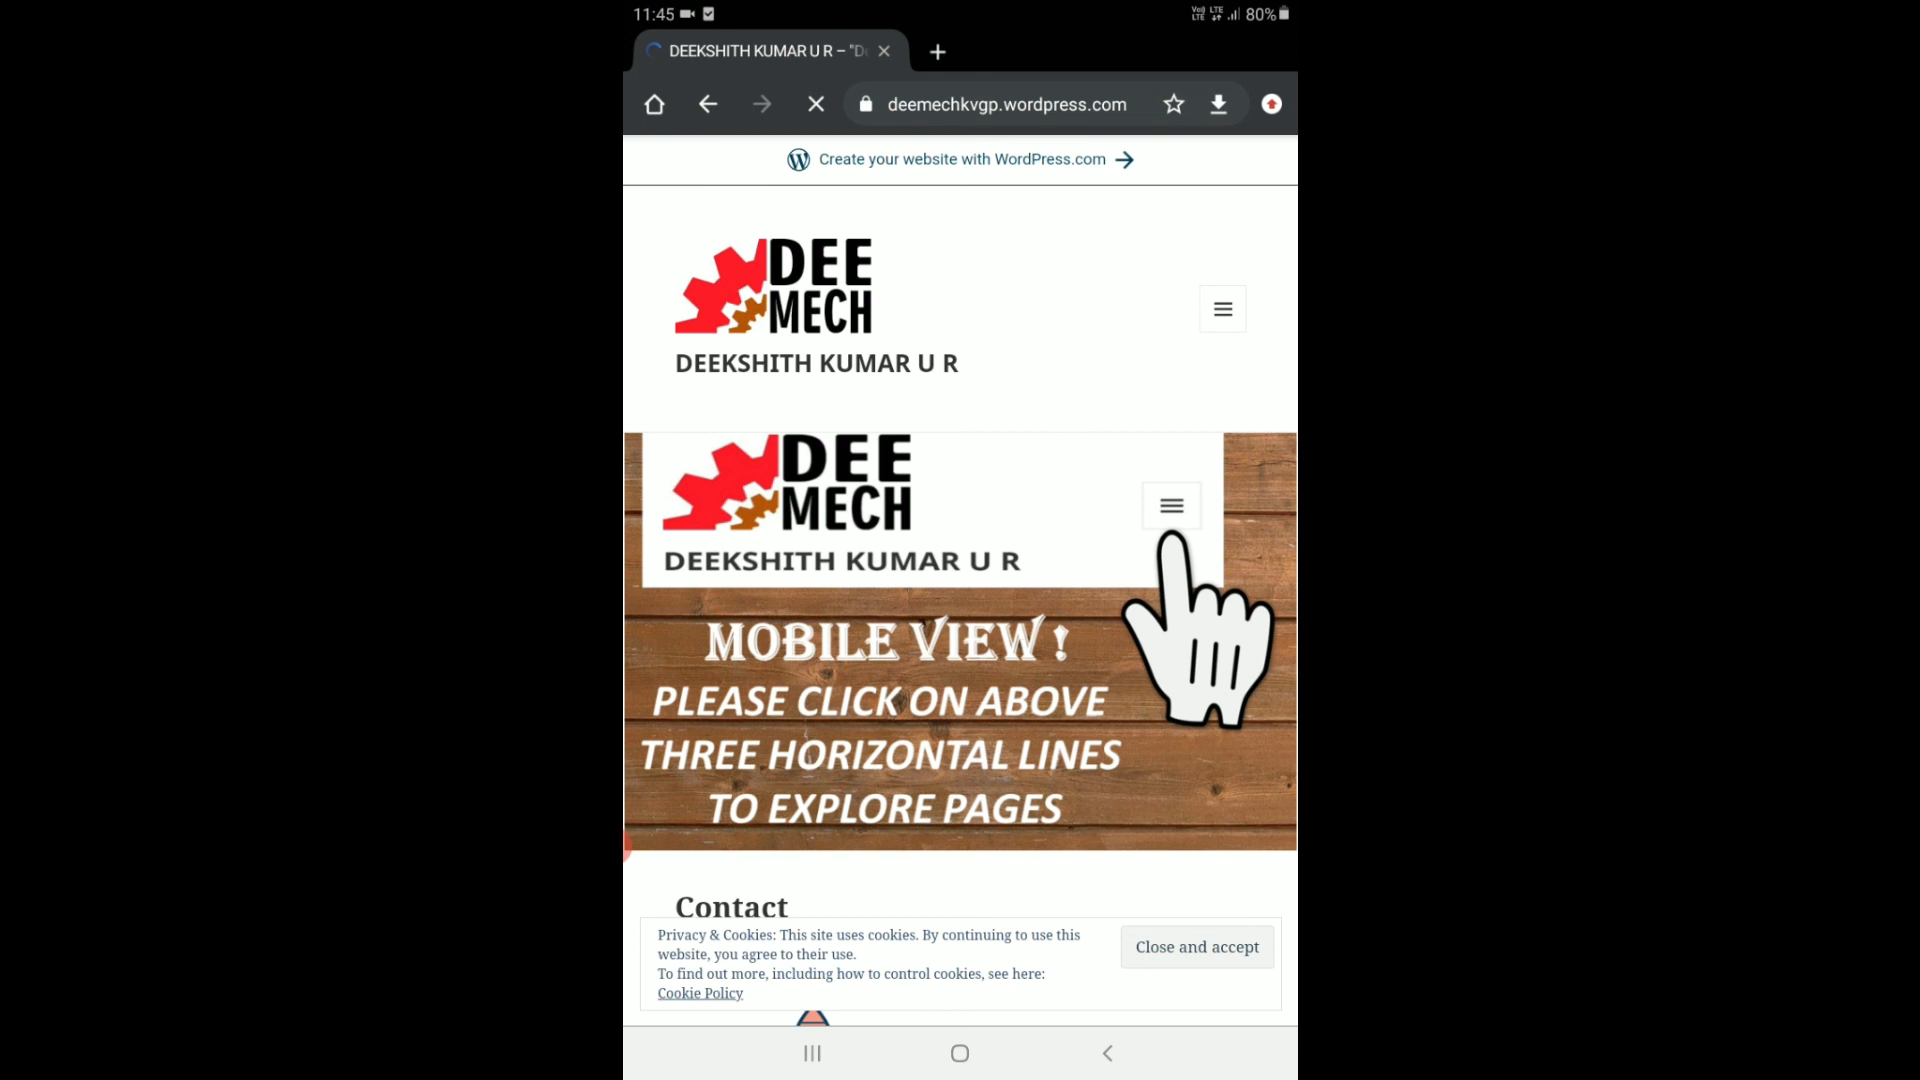 11:45
VoD LTE LTE 80%
DEEKSHITH KUMAR U R – "D
deemechkvgp.wordpress.com
Create your website with WordPress.com
DEE
MECH
DEEKSHITH KUMAR U R
DEE
MECH
DEEKSHITH KUMAR U R
MOBILE VIEW !
PLEASE CLICK ON ABOVE
THREE HORIZONTAL LINES
TO EXPLORE PAGES
Contact
Privacy & Cookies: This site uses cookies. By continuing to use this
website, you agree to their use.
To find out more, including how to control cookies, see here:
Cookie Policy
Close and accept